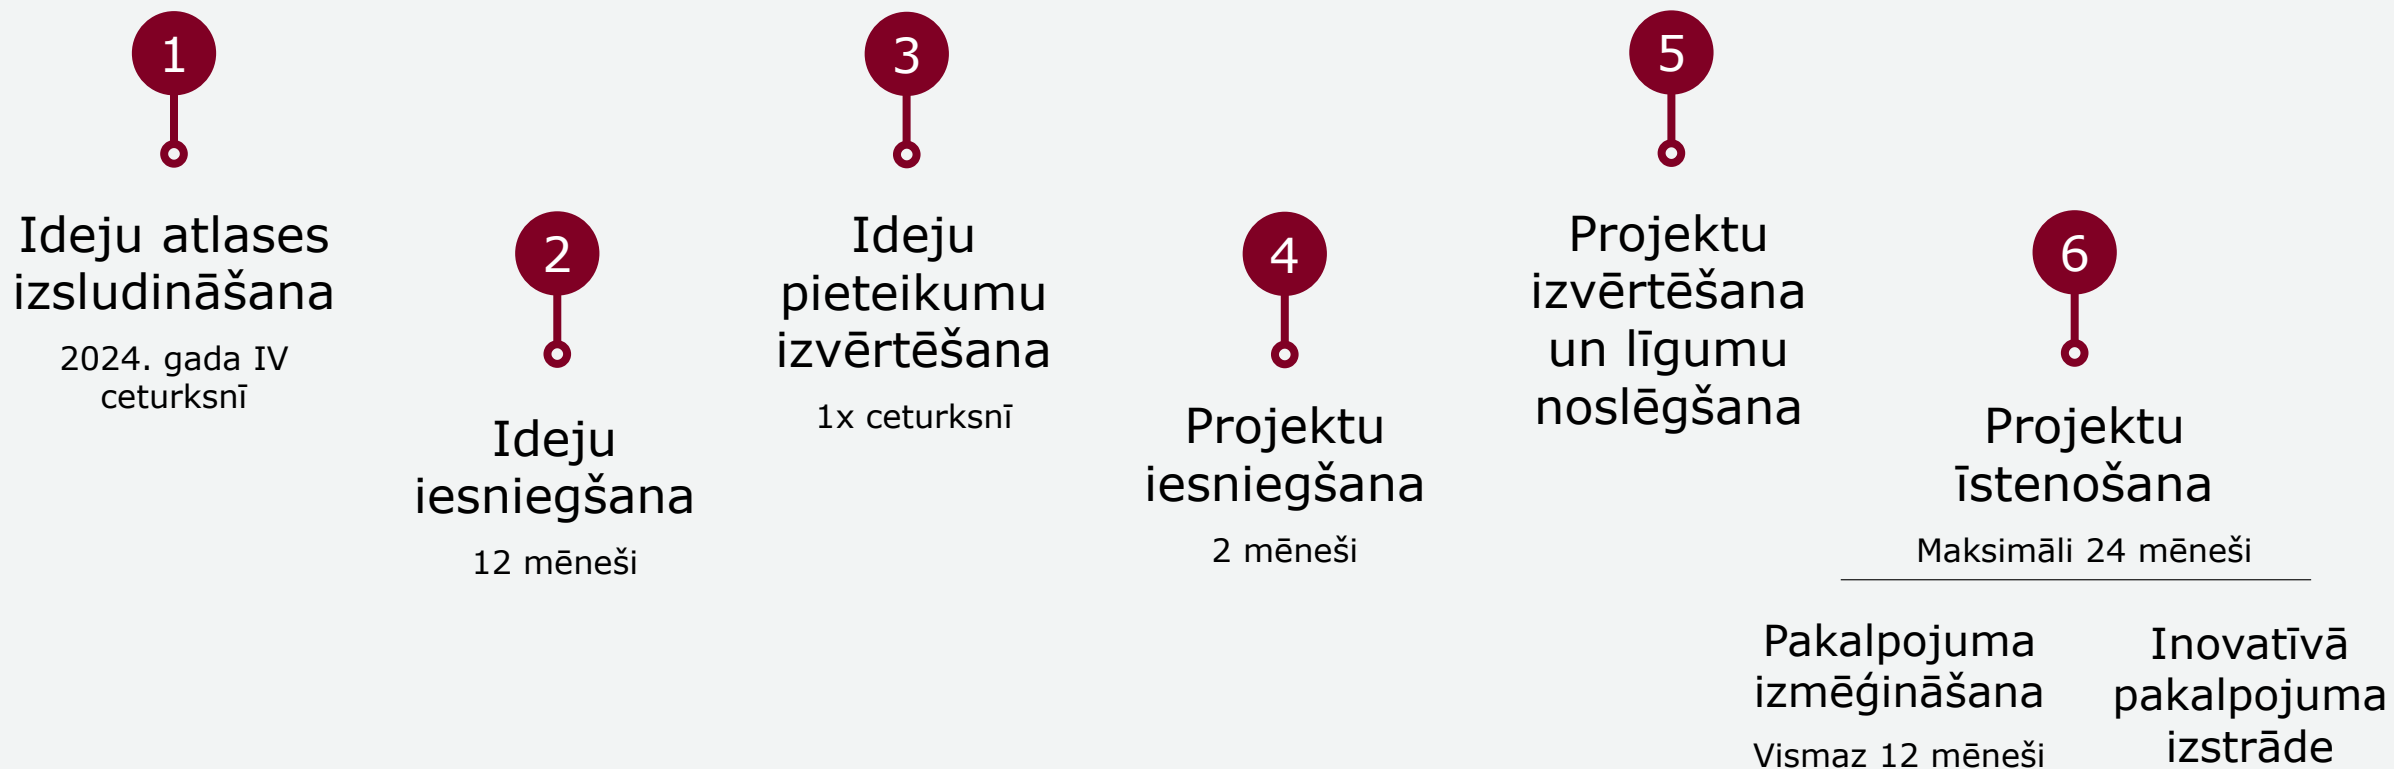 1
Ideju atlases
izsludināšana
2024. gada IV
ceturksnī
2
Ideju
iesniegšana
12 mēneši
3
Ideju
pieteikumu
izvērtēšana
1x ceturksnī
4
Projektu
iesniegšana
2 mēneši
5
Projektu
izvērtēšana
un līgumu
noslēgšana
6
Projektu
īstenošana
Maksimāli 24 mēneši
Pakalpojuma
izmēģināšana
Vismaz 12 mēneši
Inovatīvā
pakalpojuma
izstrāde